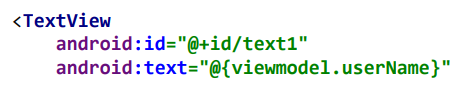 <TextView
android:id="@+id/text1"
android:text="@{viewmodel.userName}"